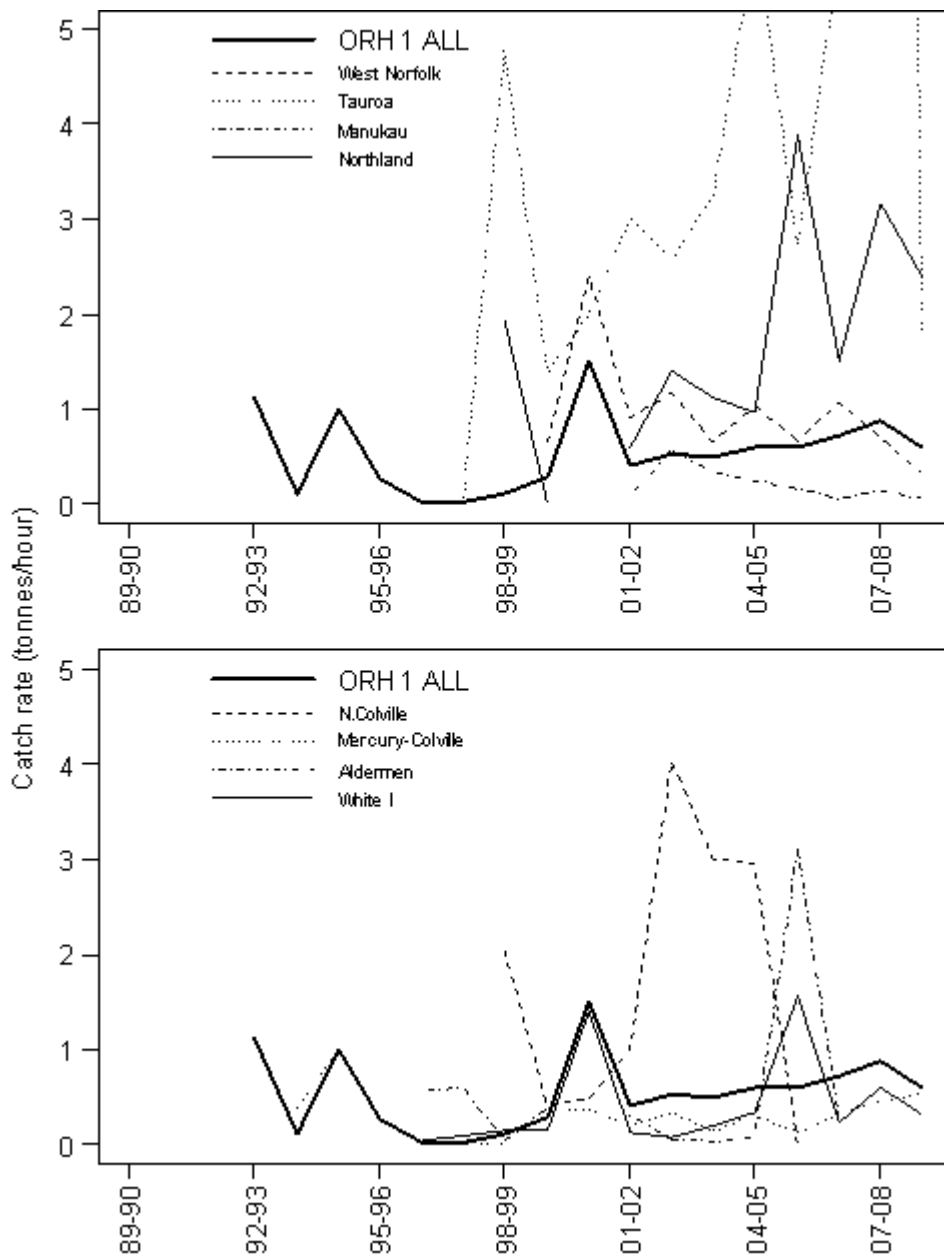 Catch rate (tonnes/hour)
5
4
3
2
1
0
ORH 1 ALL
West Norfolk
Tauroa
Manukau
Northland
89-90
92-93
95-96
98-99
01-02
04-05
07-08
5
4
3
2
1
0
ORH 1 ALL
N.Colville
Mercury-Colville
Aldermen
White I
89-90
92-93
95-96
98-99
01-02
04-05
07-08